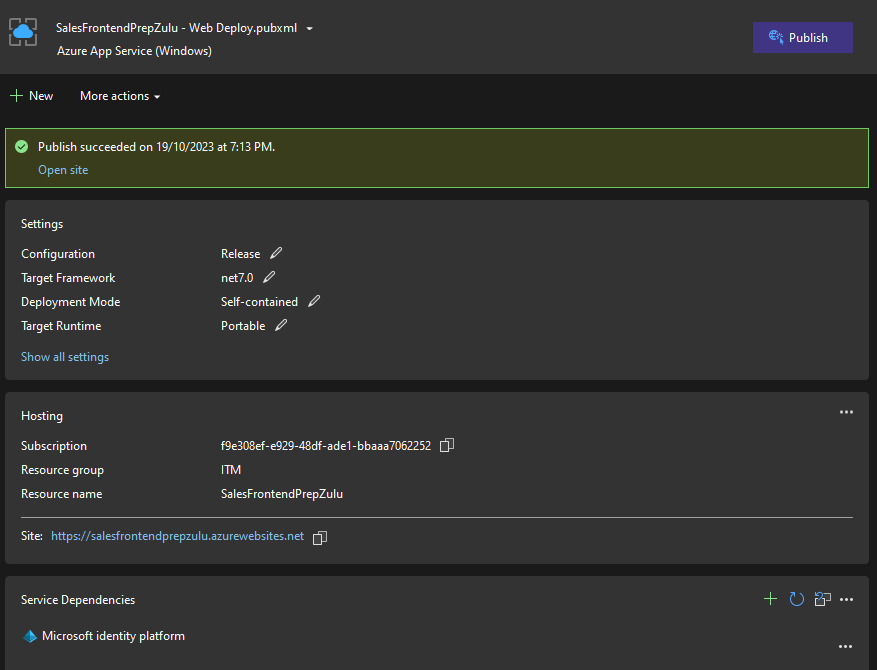 SalesFrontendPrepZulu - Web Deploy.pubxml
Azure App Service (Windows)
Publish
New
More actions
Publish succeeded on 19/10/2023 at 7:13 PM.
Open site
Settings
Configuration Release
Target Framework net7.0
Deployment Mode Self-contained
Target Runtime Portable
Show all settings
Hosting
Subscription f9e308ef-e929-48df-ade1-bbaaa7062252
Resource group ITM
Resource name SalesFrontendPrepZulu
Site: https://salesfrontendprepzulu.azurewebsites.net
Service Dependencies
Microsoft identity platform